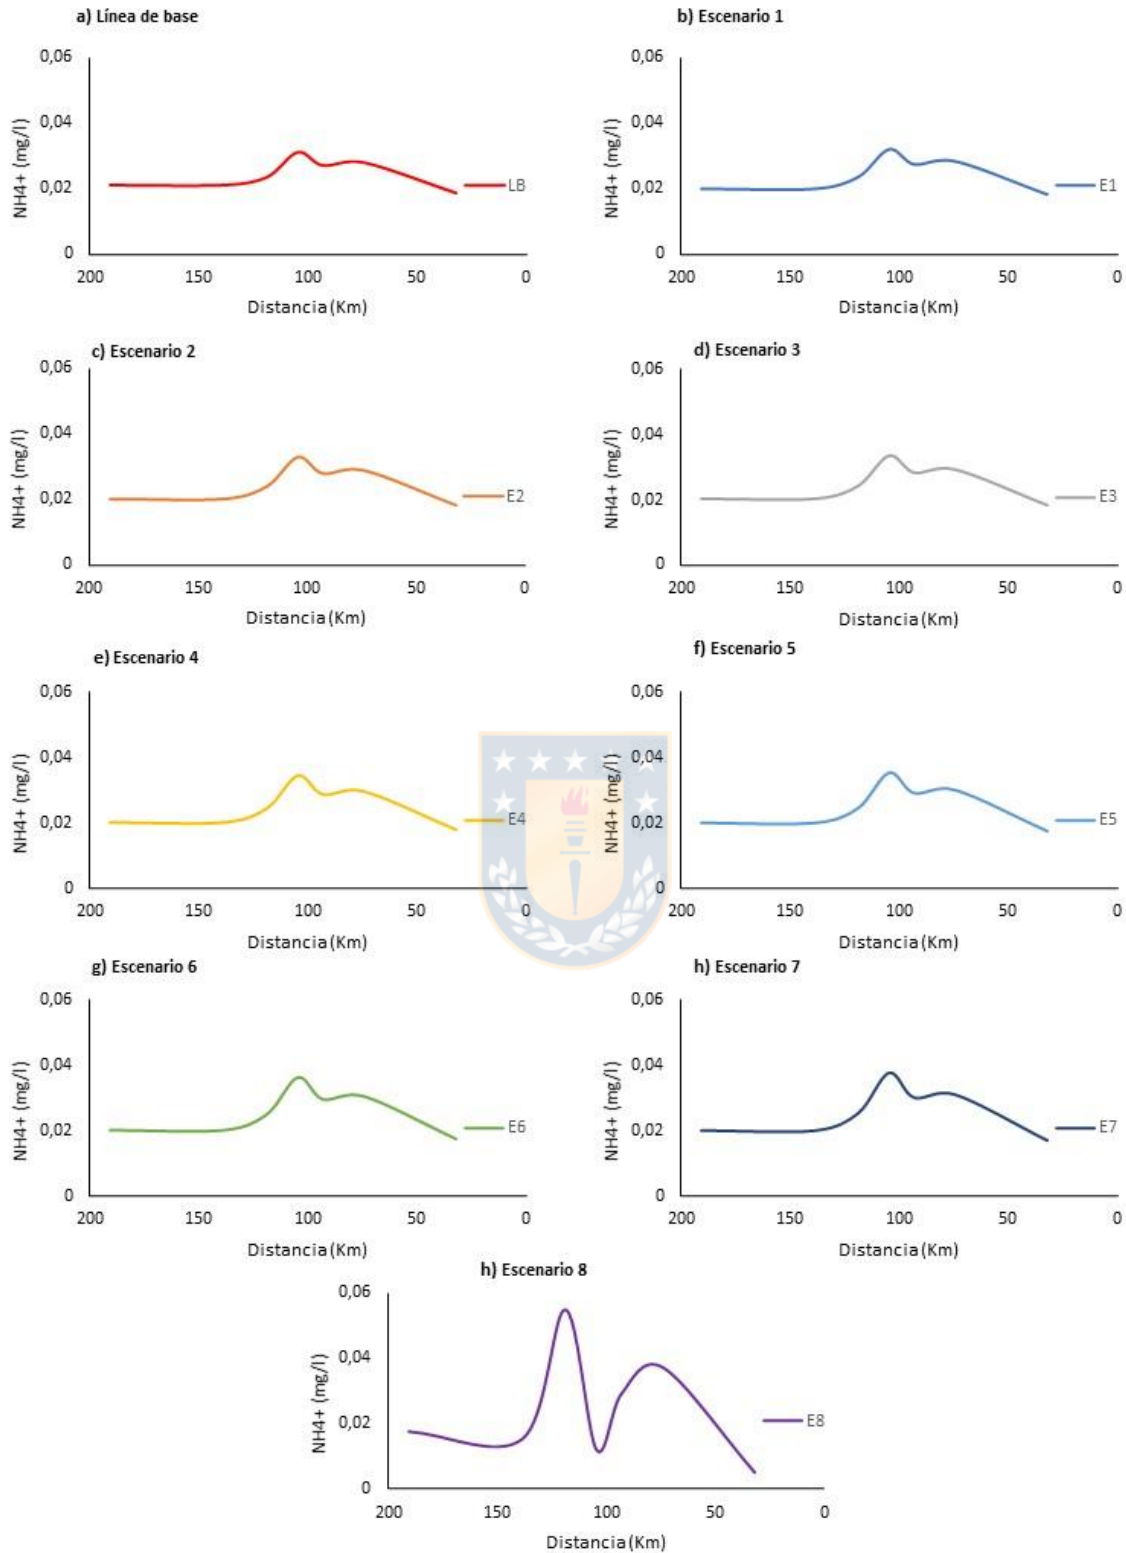 a) Línea de base
0,06
0,04
0,02
0
NH4+ (mg/l)
200 150 100 50 0
Distancia (Km)
LB
b) Escenario 1
0,06
0,04
0,02
0
NH4+ (mg/l)
200 150 100 50 0
Distancia (Km)
E1
c) Escenario 2
0,06
0,04
0,02
0
NH4+ (mg/l)
200 150 100 50 0
Distancia (Km)
E2
d) Escenario 3
0,06
0,04
0,02
0
NH4+ (mg/l)
200 150 100 50 0
Distancia (Km)
E3
e) Escenario 4
0,06
0,04
0,02
0
NH4+ (mg/l)
200 150 100 50 0
Distancia (Km)
E4
f) Escenario 5
0,06
0,04
0,02
0
NH4+ (mg/l)
200 150 100 50 0
Distancia (Km)
E5
g) Escenario 6
0,06
0,04
0,02
0
NH4+ (mg/l)
200 150 100 50 0
Distancia (Km)
E6
h) Escenario 7
0,06
0,04
0,02
0
NH4+ (mg/l)
200 150 100 50 0
Distancia (Km)
E7
h) Escenario 8
0,06
0,04
0,02
0
NH4+ (mg/l)
200 150 100 50 0
Distancia (Km)
E8